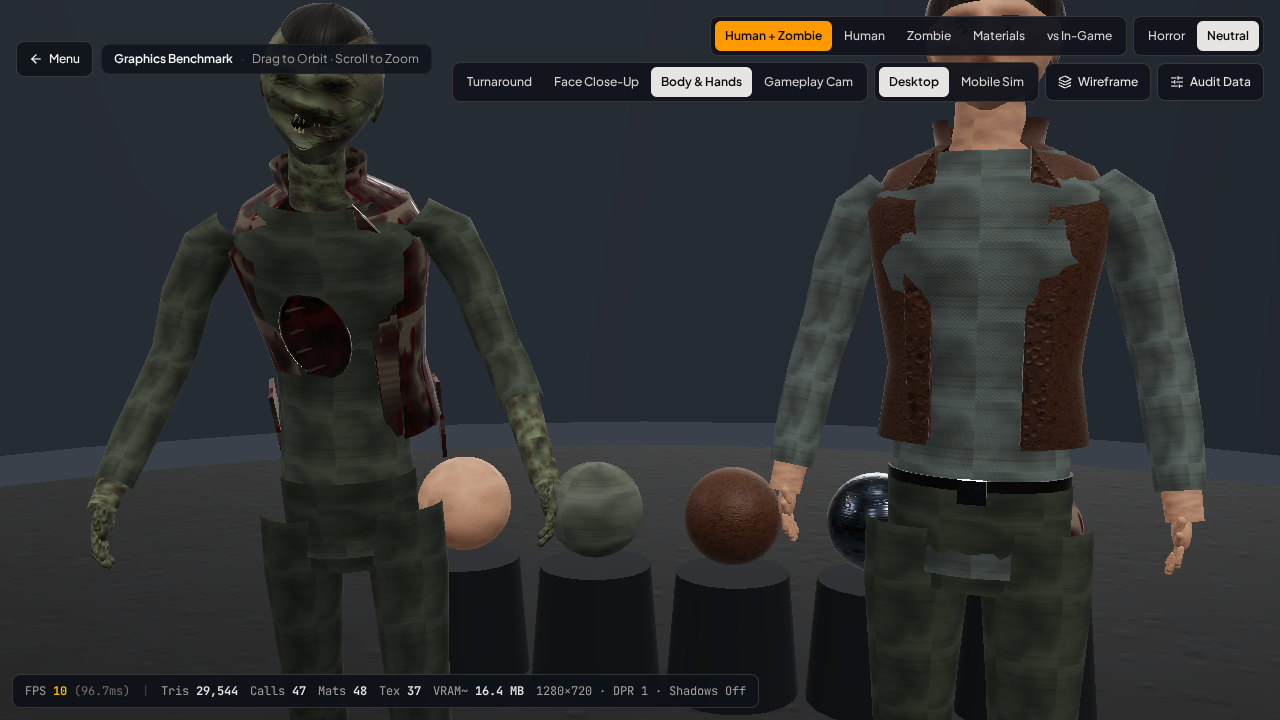 Menu
Graphics Benchmark · Drag to Orbit · Scroll to Zoom
Human + Zombie Human Zombie Materials vs In-Game
Horror Neutral
Turnaround Face Close-Up Body & Hands Gameplay Cam
Desktop Mobile Sim
Wireframe
Audit Data
FPS 10 (96.7ms) | Tris 29,544 Calls 47 Mats 48 Tex 37 VRAM~ 16.4 MB 1280×720 · DPR 1 · Shadows Off